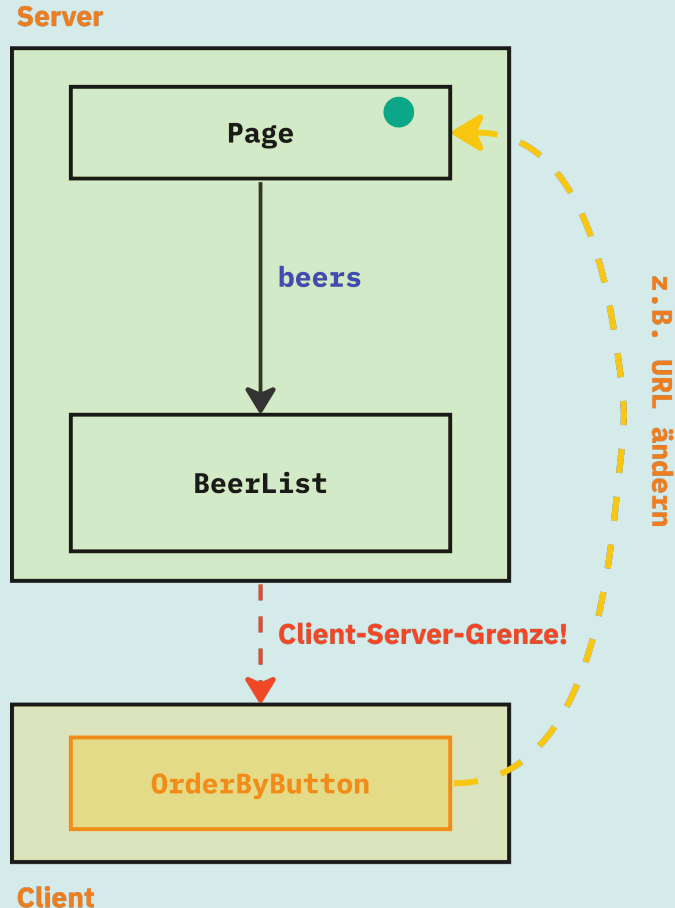 Server
Page
beers
z.B. URL ändern
BeerList
Client-Server-Grenze!
OrderByButton
Client